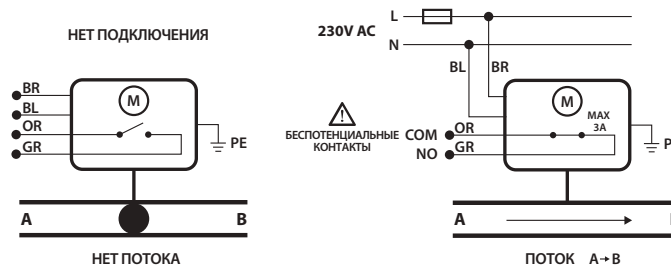 НЕТ ПОДКЛЮЧЕНИЯ
BR
BL
OR
GR
M
PE
A
B
НЕТ ПОТОКА
230V AC
L
N
BL
BR
M
MAX
3A
БЕСПОТЕНЦИАЛЬНЫЕ
КОНТАКТЫ
COM
OR
NO
GR
P
A
ПОТОК A→B